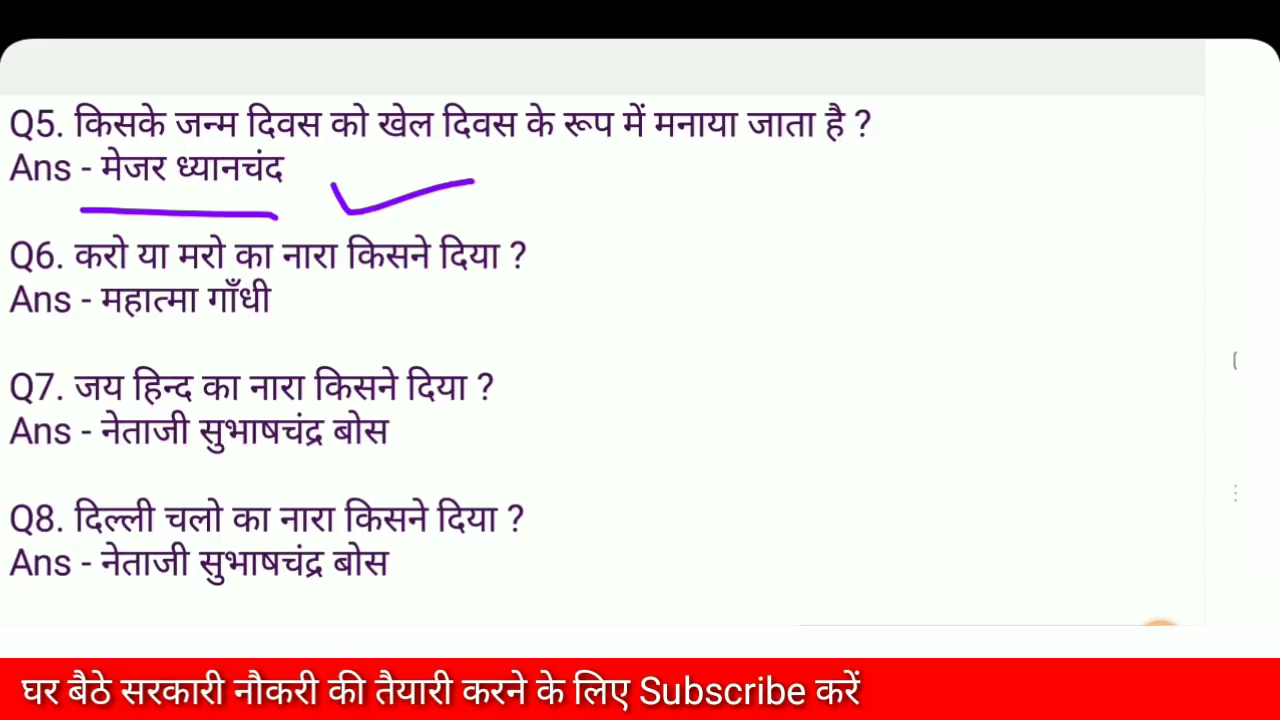 Q5. किसके जन्म दिवस को खेल दिवस के रूप में मनाया जाता है ?
Ans - मेजर ध्यानचंद
Q6. करो या मरो का नारा किसने दिया ?
Ans - महात्मा गाँधी
Q7. जय हिन्द का नारा किसने दिया ?
Ans - नेताजी सुभाषचंद्र बोस
Q8. दिल्ली चलो का नारा किसने दिया ?
Ans - नेताजी सुभाषचंद्र बोस
घर बैठे सरकारी नौकरी की तैयारी करने के लिए Subscribe करें